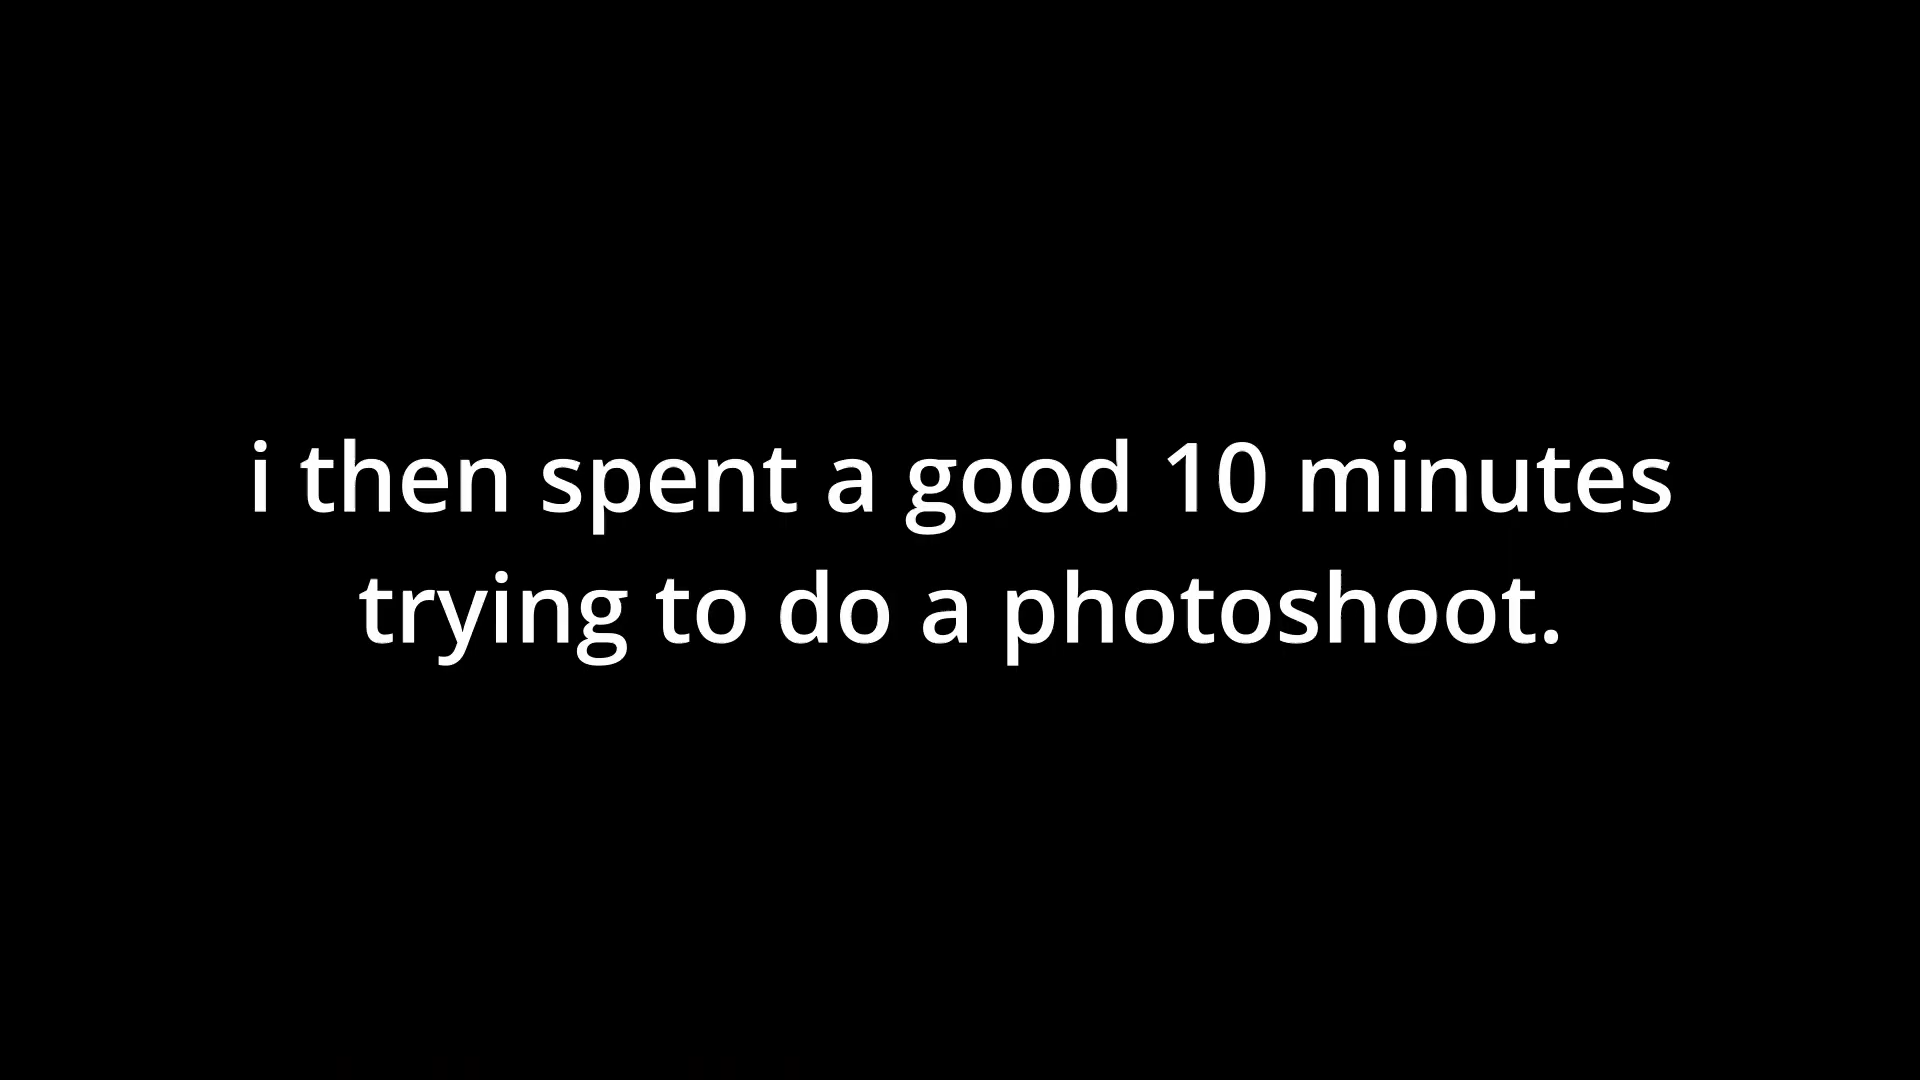 i then spent a good 10 minutes
trying to do a photoshoot.